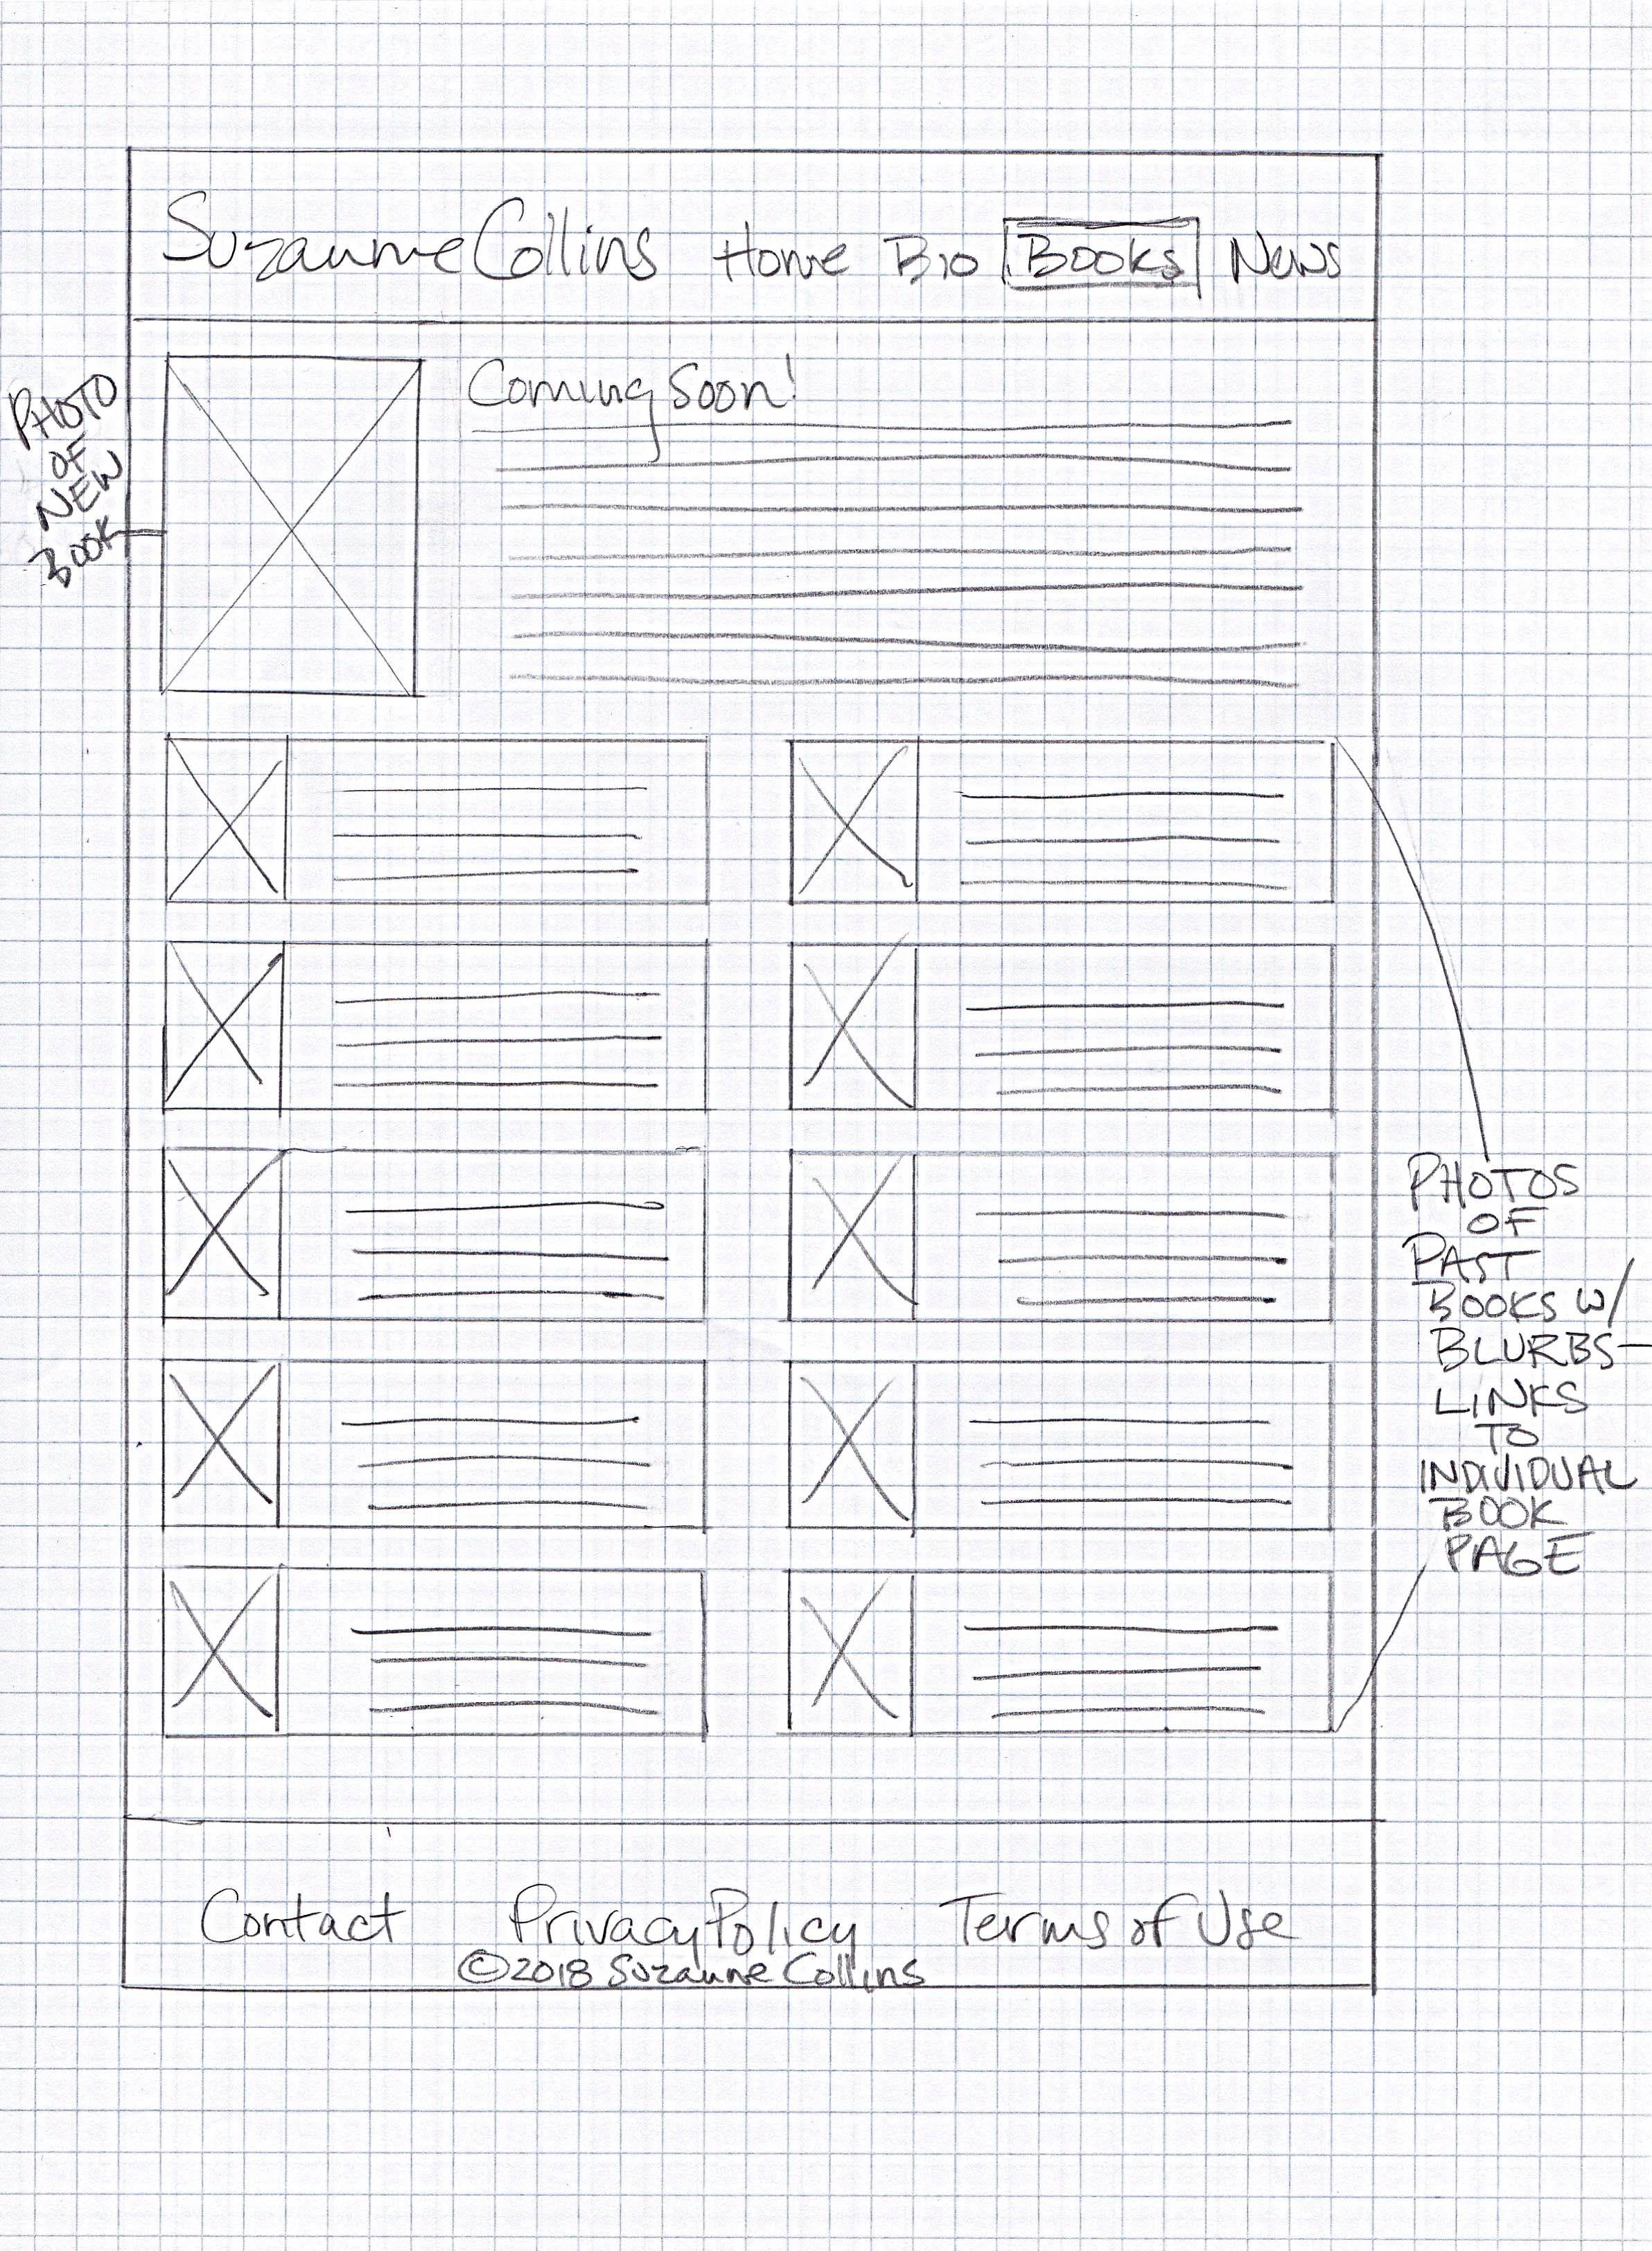 Suzanne Collins Home Bio Books News
PHOTO
OF
NEW
BOOK
Coming Soon!
PHOTOS
OF
PAST
BOOKS W/
BLURBS-
LINKS
TO
INDIVIDUAL
BOOK
PAGE
Contact Privacy Policy Terms of Use
©2018 Suzanne Collins